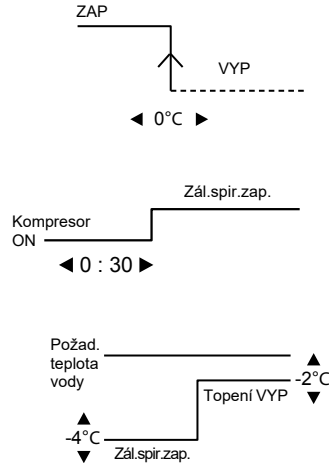 ZAP
VYP
◀ 0°C ▶
Zál.spir.zap.
Kompresor
ON
◀ 0 : 30 ▶
Požad.
teplota
vody
▲
-2°C
▼
Topení VYP
▲
-4°C
▼
Zál.spir.zap.